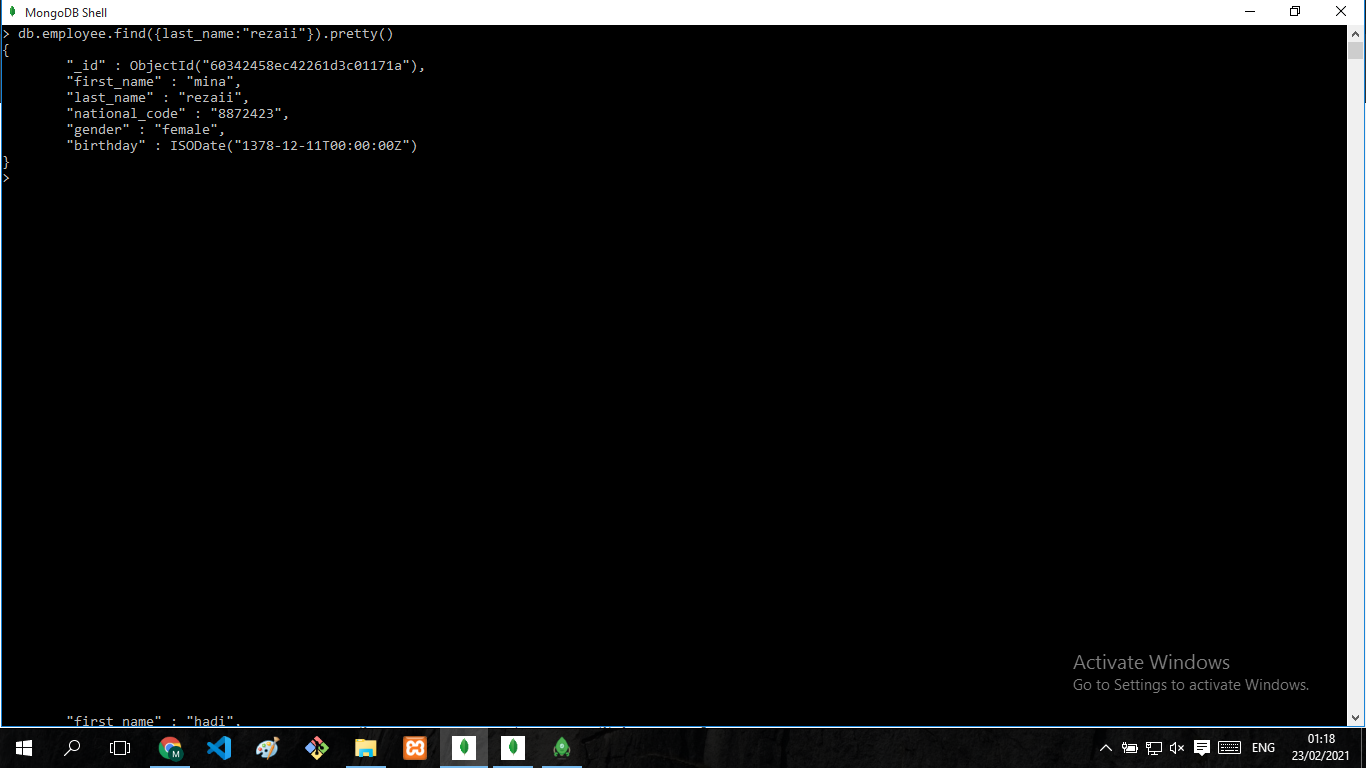 MongoDB Shell
> db.employee.find({last_name:"rezaii"}).pretty()
{
"_id" : ObjectId("60342458ec42261d3c01171a"),
"first_name" : "mina",
"last_name" : "rezaii",
"national_code" : "8872423",
"gender" : "female",
"birthday" : ISODate("1378-12-11T00:00:00Z")
}
>
Activate Windows
Go to Settings to activate Windows.
"first_name" : "hadi",
M
ENG
01:18
23/02/2021